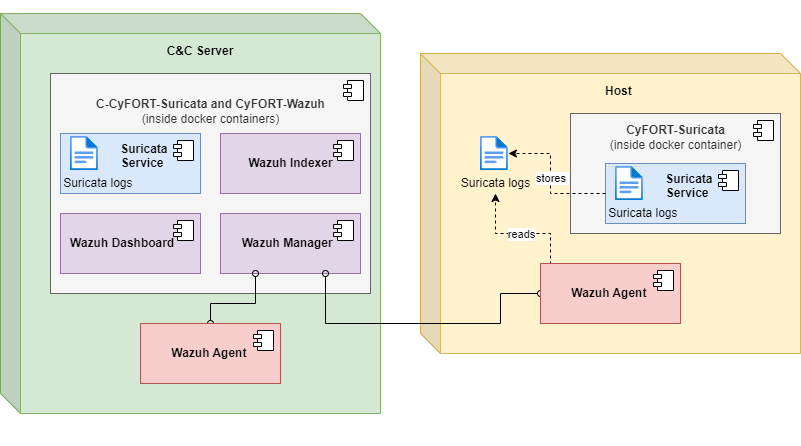 C&C Server
C-CyFORT-Suricata and CyFORT-Wazuh
(inside docker containers)
Suricata
Service
Suricata logs
Wazuh Indexer
Wazuh Dashboard
Wazuh Manager
Wazuh Agent
Host
CyFORT-Suricata
(inside docker container)
Suricata logs
stores
Suricata
Service
Suricata logs
reads
Wazuh Agent